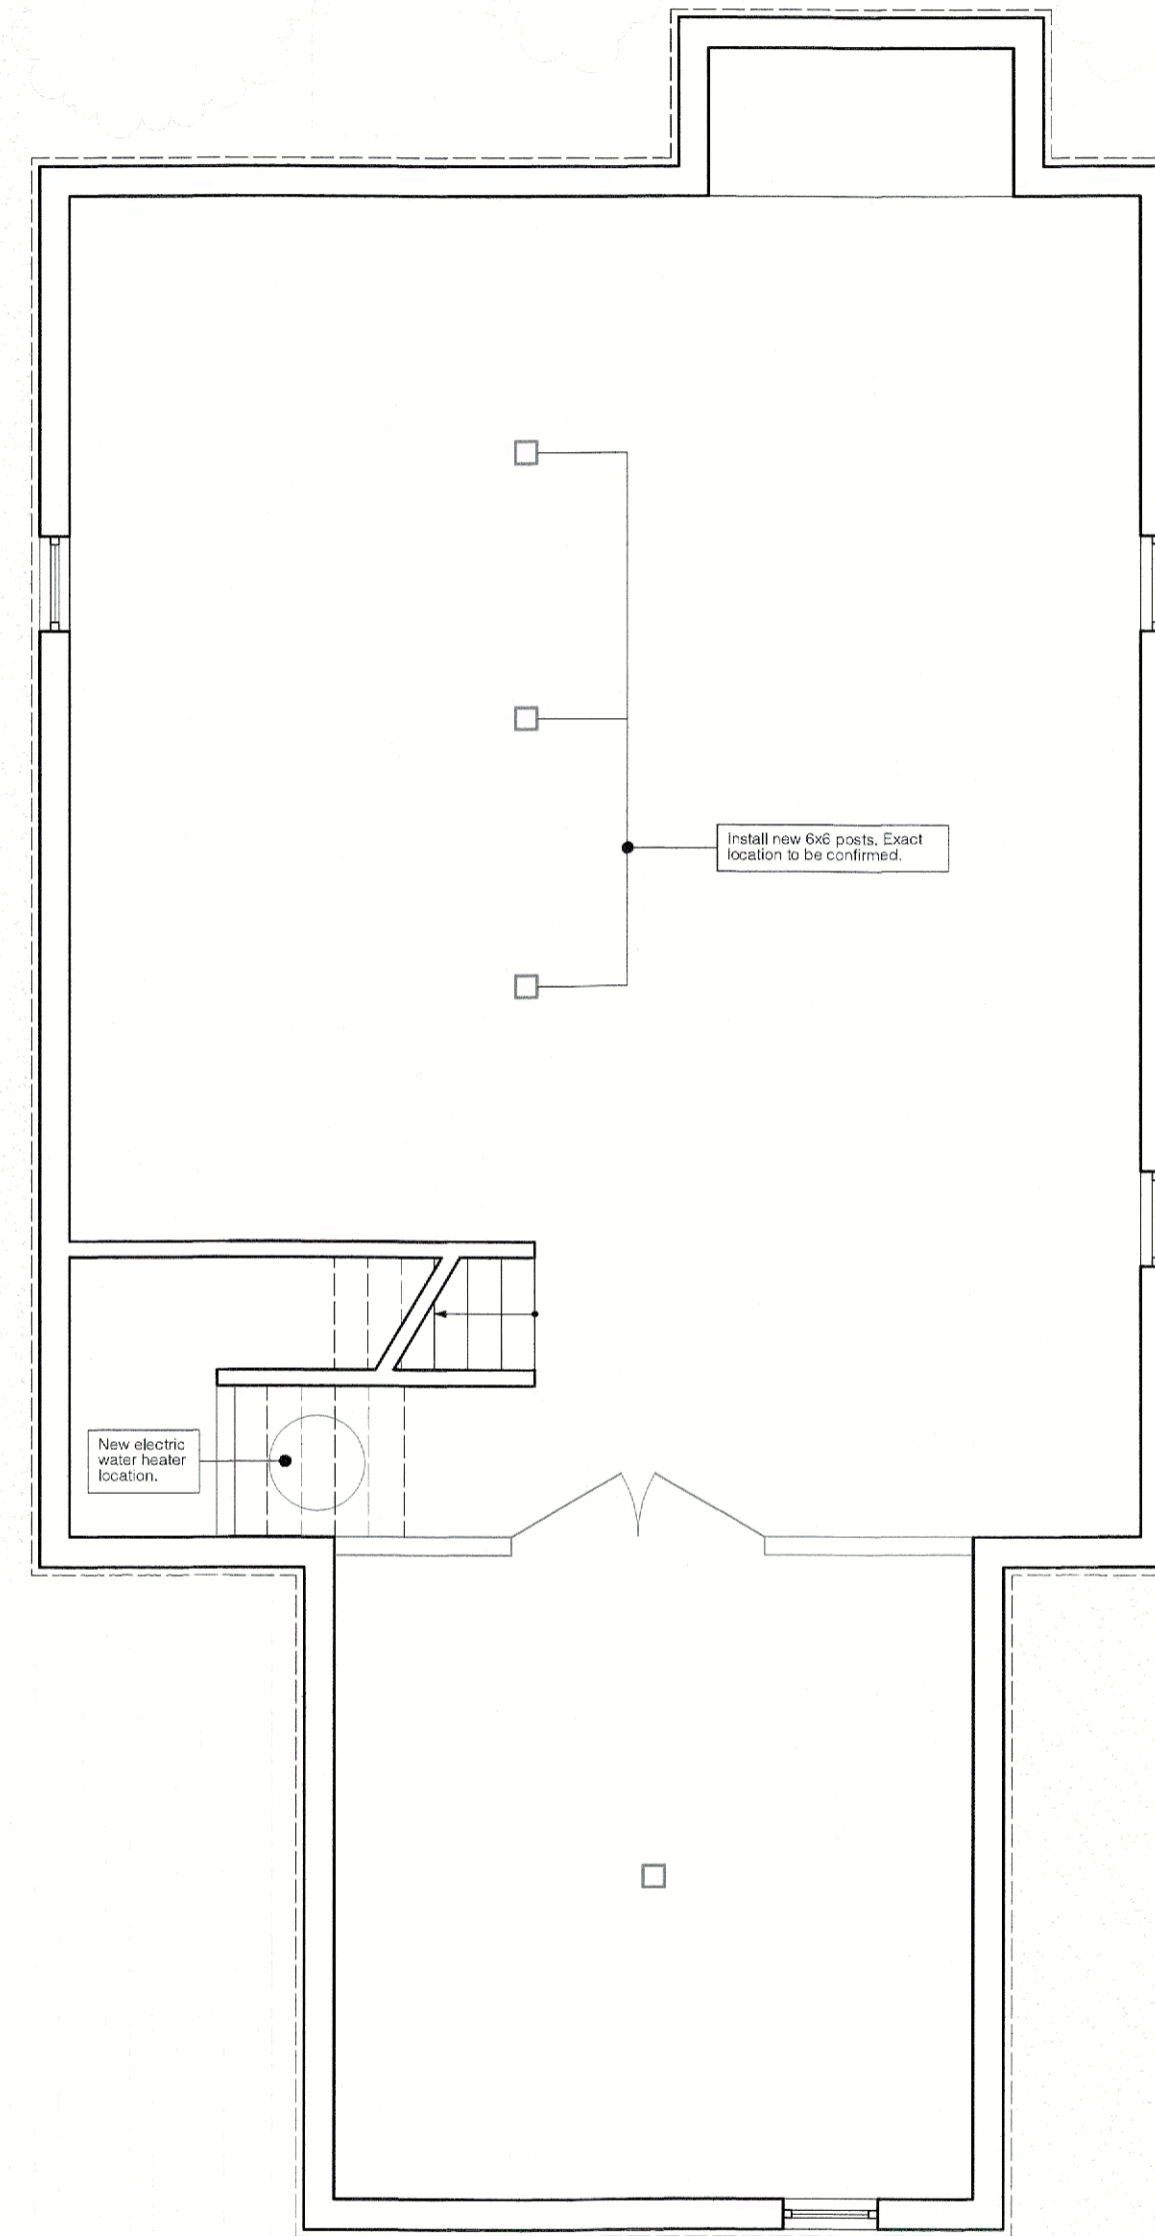 Install new 6x6 posts. Exact
location to be confirmed.
New electric
water heater
location.